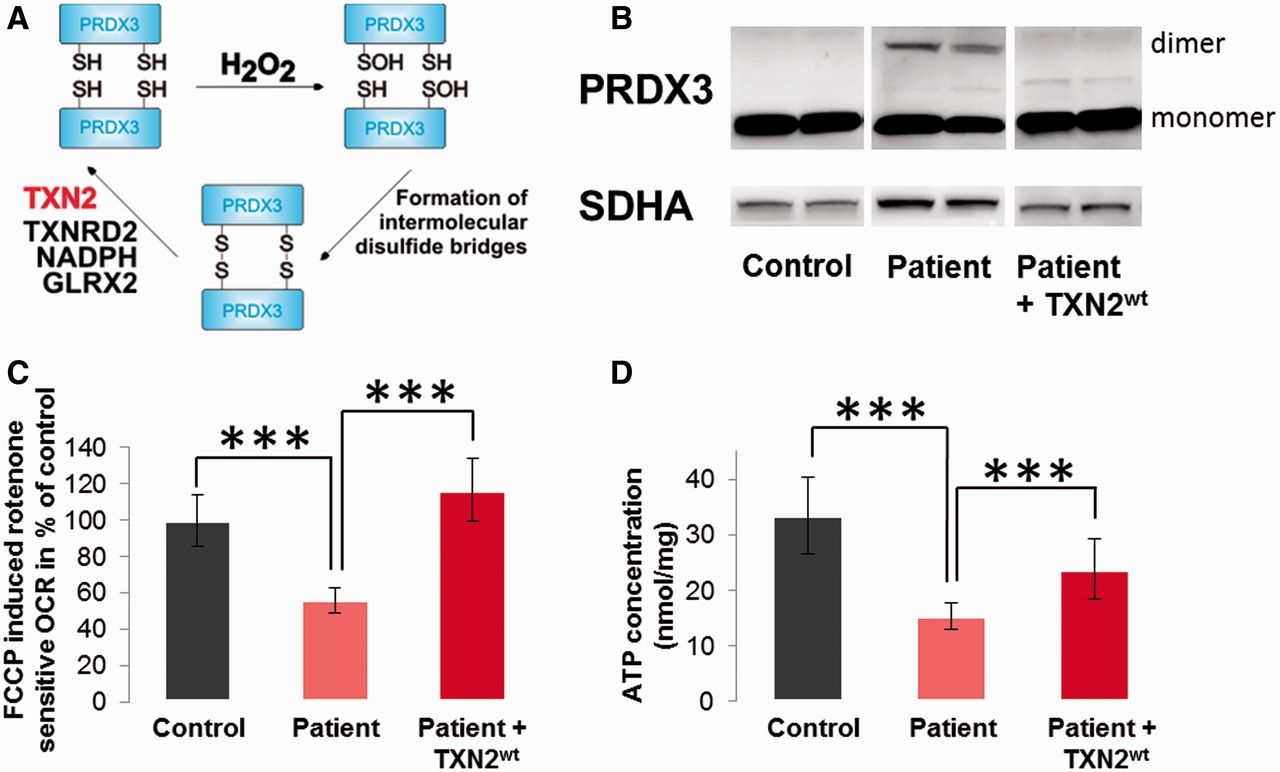 A
PRDX3
SH SH
SH SH
PRDX3
H2O2
PRDX3
SOH SH
SH SOH
PRDX3
TXN2
TXNRD2
NADPH
GLRX2
PRDX3
S S
S S
PRDX3
Formation of
intermolecular
disulfide bridges
B
PRDX3
dimer
monomer
SDHA
Control
Patient
Patient
+ TXN2wt
C
FCCP induced rotenone
sensitive OCR in % of control
140
120
100
80
60
40
20
0
***
***
Control
Patient
Patient +
TXN2wt
D
ATP concentration
(nmol/mg)
40
30
20
10
0
***
***
Control
Patient
Patient +
TXN2wt